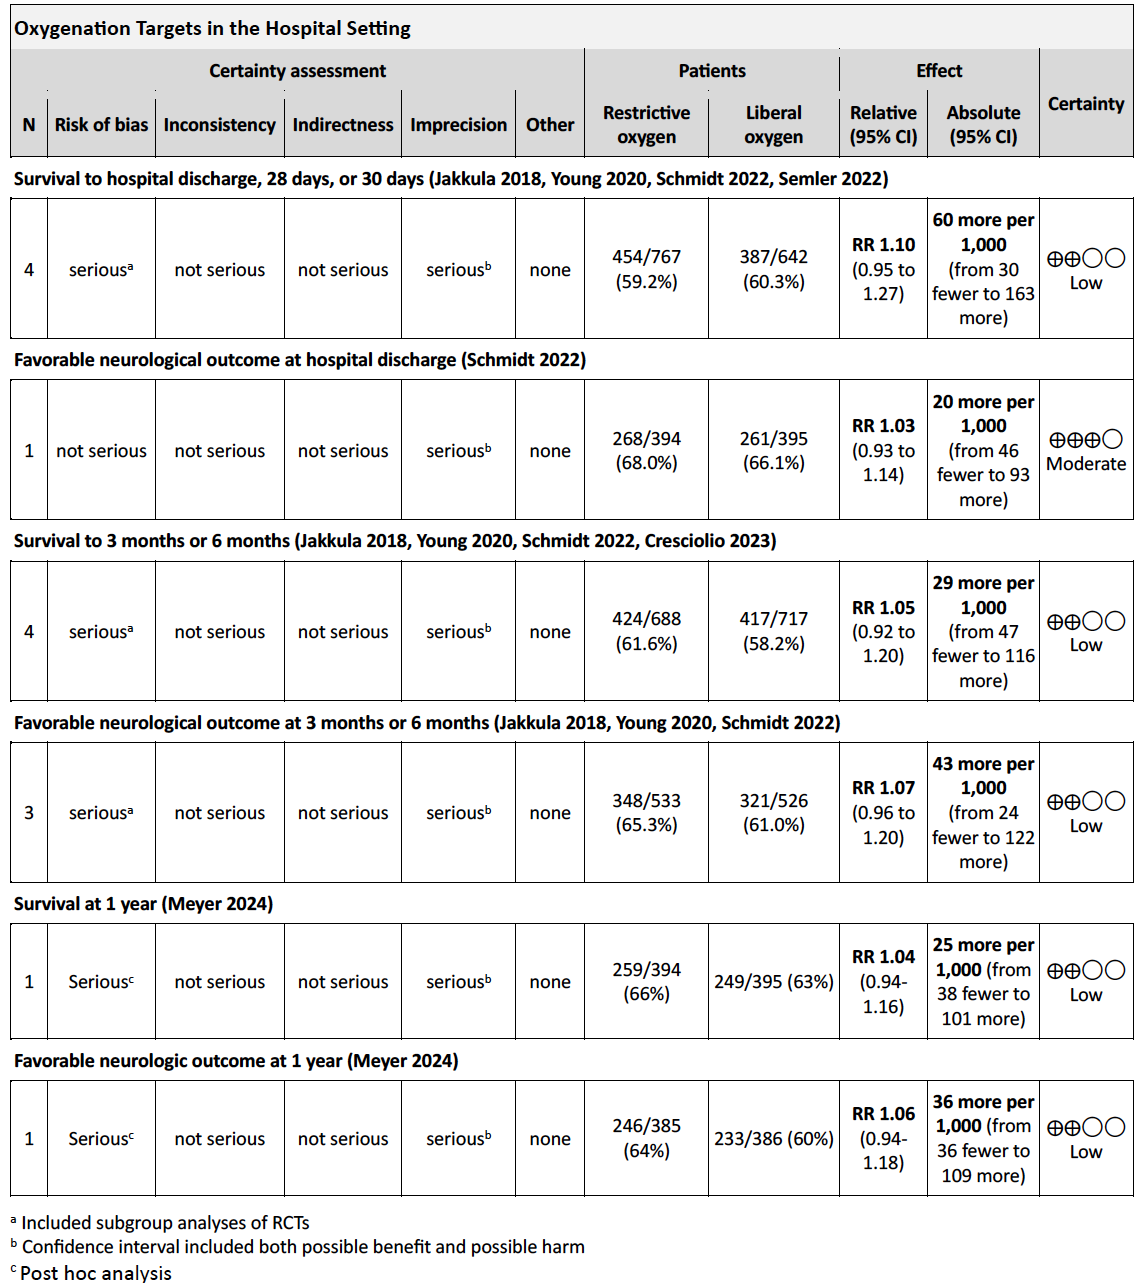 Oxygenation Targets in the Hospital Setting
Certainty assessment Patients Effect Certainty
N Risk of bias Inconsistency Indirectness Imprecision Other Restrictive oxygen Liberal oxygen Relative (95% CI) Absolute (95% CI)
Survival to hospital discharge, 28 days, or 30 days (Jakkula 2018, Young 2020, Schmidt 2022, Semler 2022)
4 seriousᵃ not serious not serious seriousᵇ none 454/767 (59.2%) 387/642 (60.3%) RR 1.10 (0.95 to 1.27) 60 more per 1,000 (from 30 fewer to 163 more) ⊕⊕◯◯ Low
Favorable neurological outcome at hospital discharge (Schmidt 2022)
1 not serious not serious not serious seriousᵇ none 268/394 (68.0%) 261/395 (66.1%) RR 1.03 (0.93 to 1.14) 20 more per 1,000 (from 46 fewer to 93 more) ⊕⊕⊕◯ Moderate
Survival to 3 months or 6 months (Jakkula 2018, Young 2020, Schmidt 2022, Cresciolio 2023)
4 seriousᵃ not serious not serious seriousᵇ none 424/688 (61.6%) 417/717 (58.2%) RR 1.05 (0.92 to 1.20) 29 more per 1,000 (from 47 fewer to 116 more) ⊕⊕◯◯ Low
Favorable neurological outcome at 3 months or 6 months (Jakkula 2018, Young 2020, Schmidt 2022)
3 seriousᵃ not serious not serious seriousᵇ none 348/533 (65.3%) 321/526 (61.0%) RR 1.07 (0.96 to 1.20) 43 more per 1,000 (from 24 fewer to 122 more) ⊕⊕◯◯ Low
Survival at 1 year (Meyer 2024)
1 Seriousᶜ not serious not serious seriousᵇ none 259/394 (66%) 249/395 (63%) RR 1.04 (0.94-1.16) 25 more per 1,000 (from 38 fewer to 101 more) ⊕⊕◯◯ Low
Favorable neurologic outcome at 1 year (Meyer 2024)
1 Seriousᶜ not serious not serious seriousᵇ none 246/385 (64%) 233/386 (60%) RR 1.06 (0.94-1.18) 36 more per 1,000 (from 36 fewer to 109 more) ⊕⊕◯◯ Low
ᵃ Included subgroup analyses of RCTs
ᵇ Confidence interval included both possible benefit and possible harm
ᶜ Post hoc analysis